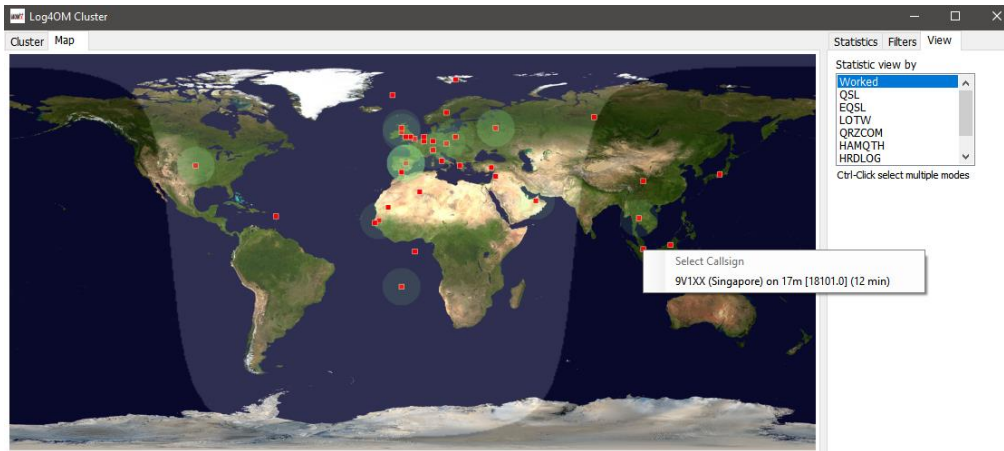 Log4OM Cluster
Cluster Map
Statistics Filters View
Statistic view by
Worked
QSL
EQSL
LOTW
QRZCOM
HAMQTH
HRDLOG
Ctrl-Click select multiple modes
Select Callsign
9V1XX (Singapore) on 17m [18101.0] (12 min)